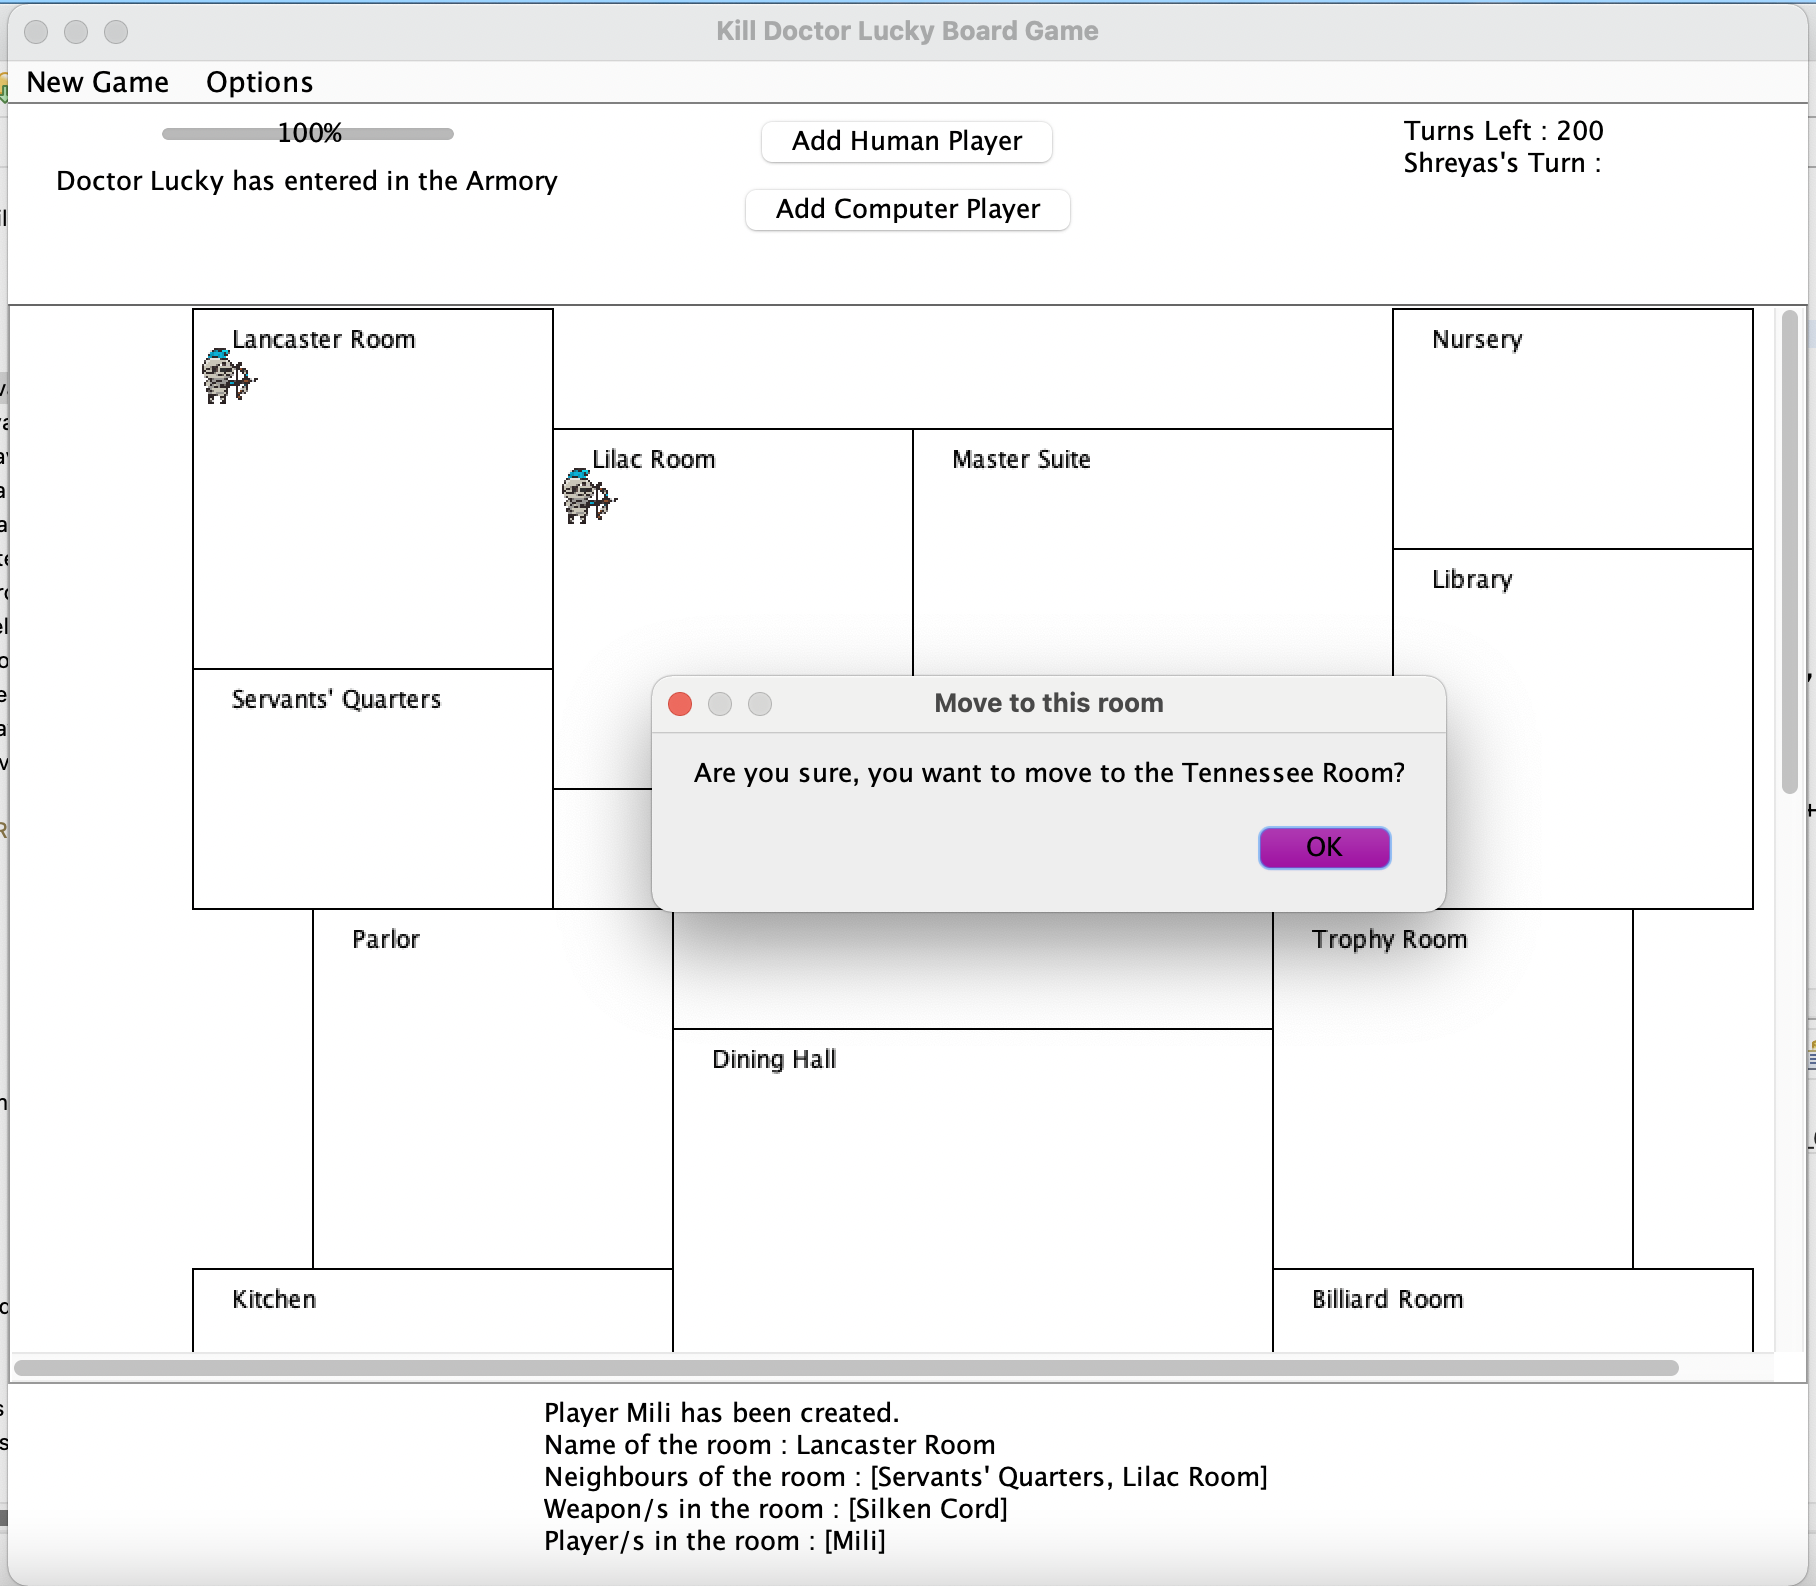 Kill Doctor Lucky Board Game
New Game Options
100%
Doctor Lucky has entered in the Armory
Add Human Player
Add Computer Player
Turns Left : 200
Shreyas's Turn :
Lancaster Room
Nursery
Lilac Room
Master Suite
Library
Servants' Quarters
Move to this room
Are you sure, you want to move to the Tennessee Room?
OK
Parlor
Trophy Room
Dining Hall
Kitchen
Billiard Room
Player Mili has been created.
Name of the room : Lancaster Room
Neighbours of the room : [Servants' Quarters, Lilac Room]
Weapon/s in the room : [Silken Cord]
Player/s in the room : [Mili]